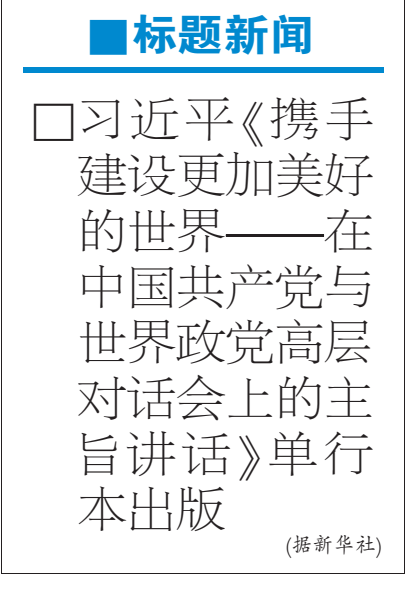 ■标题新闻
□习近平《携手
建设更加美好
的世界——在
中国共产党与
世界政党高层
对话会上的主
旨讲话》单行
本出版
(据新华社)